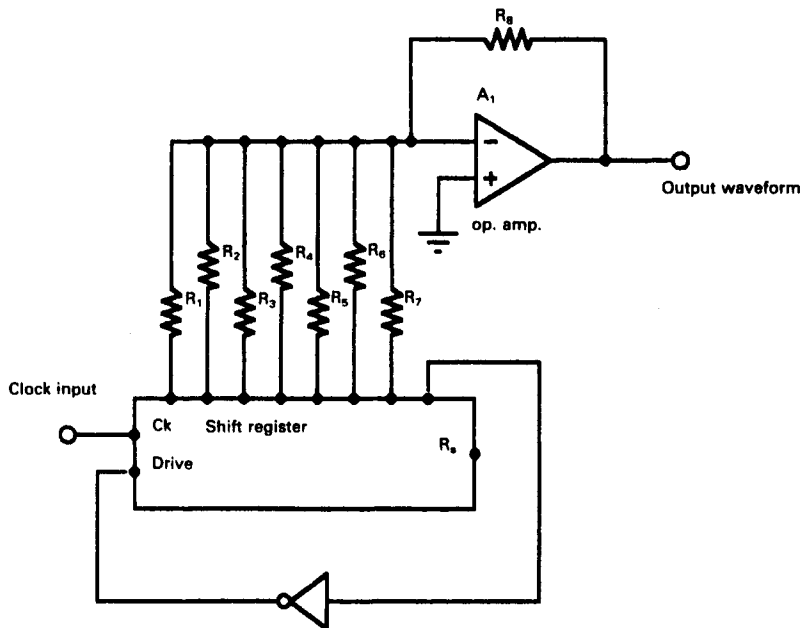 R₈
A₁
Output waveform
op. amp.
R₁
R₂
R₃
R₄
R₅
R₆
R₇
Clock input
Ck
Shift register
Rₛ
Drive